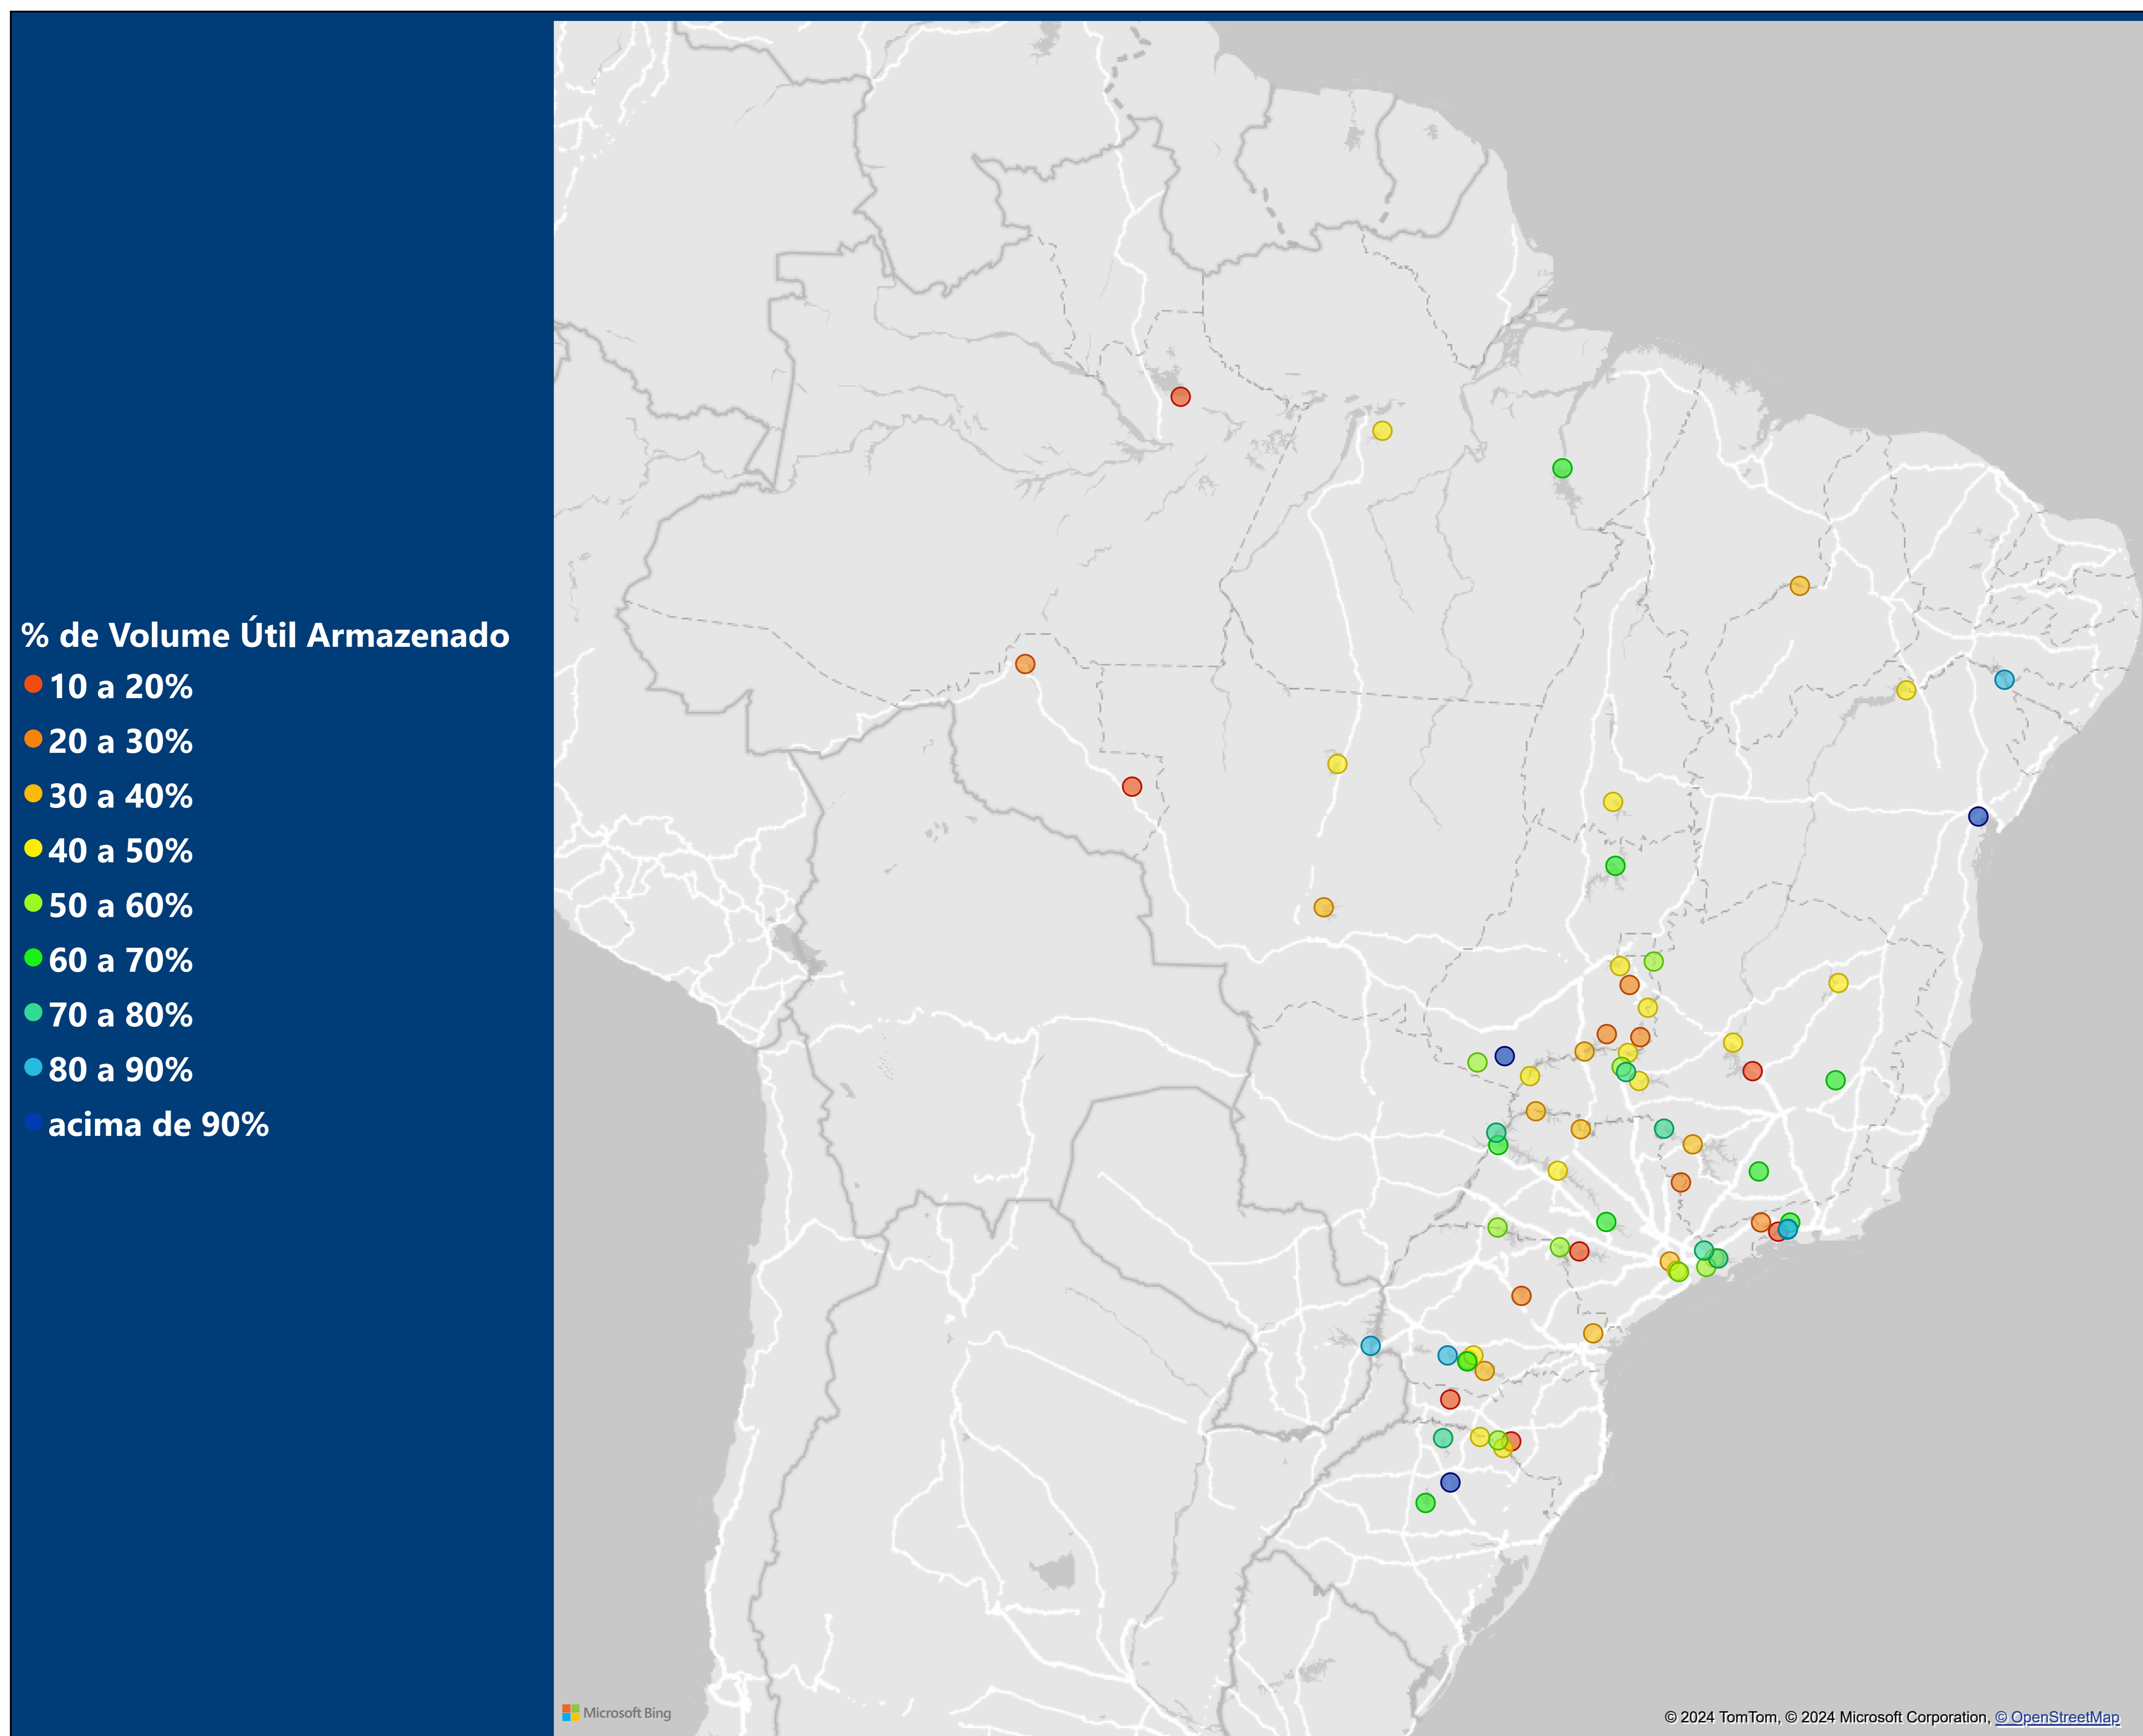 % de Volume Útil Armazenado
10 a 20%
20 a 30%
30 a 40%
40 a 50%
50 a 60%
60 a 70%
70 a 80%
80 a 90%
acima de 90%
Microsoft Bing
© 2024 TomTom, © 2024 Microsoft Corporation, © OpenStreetMap